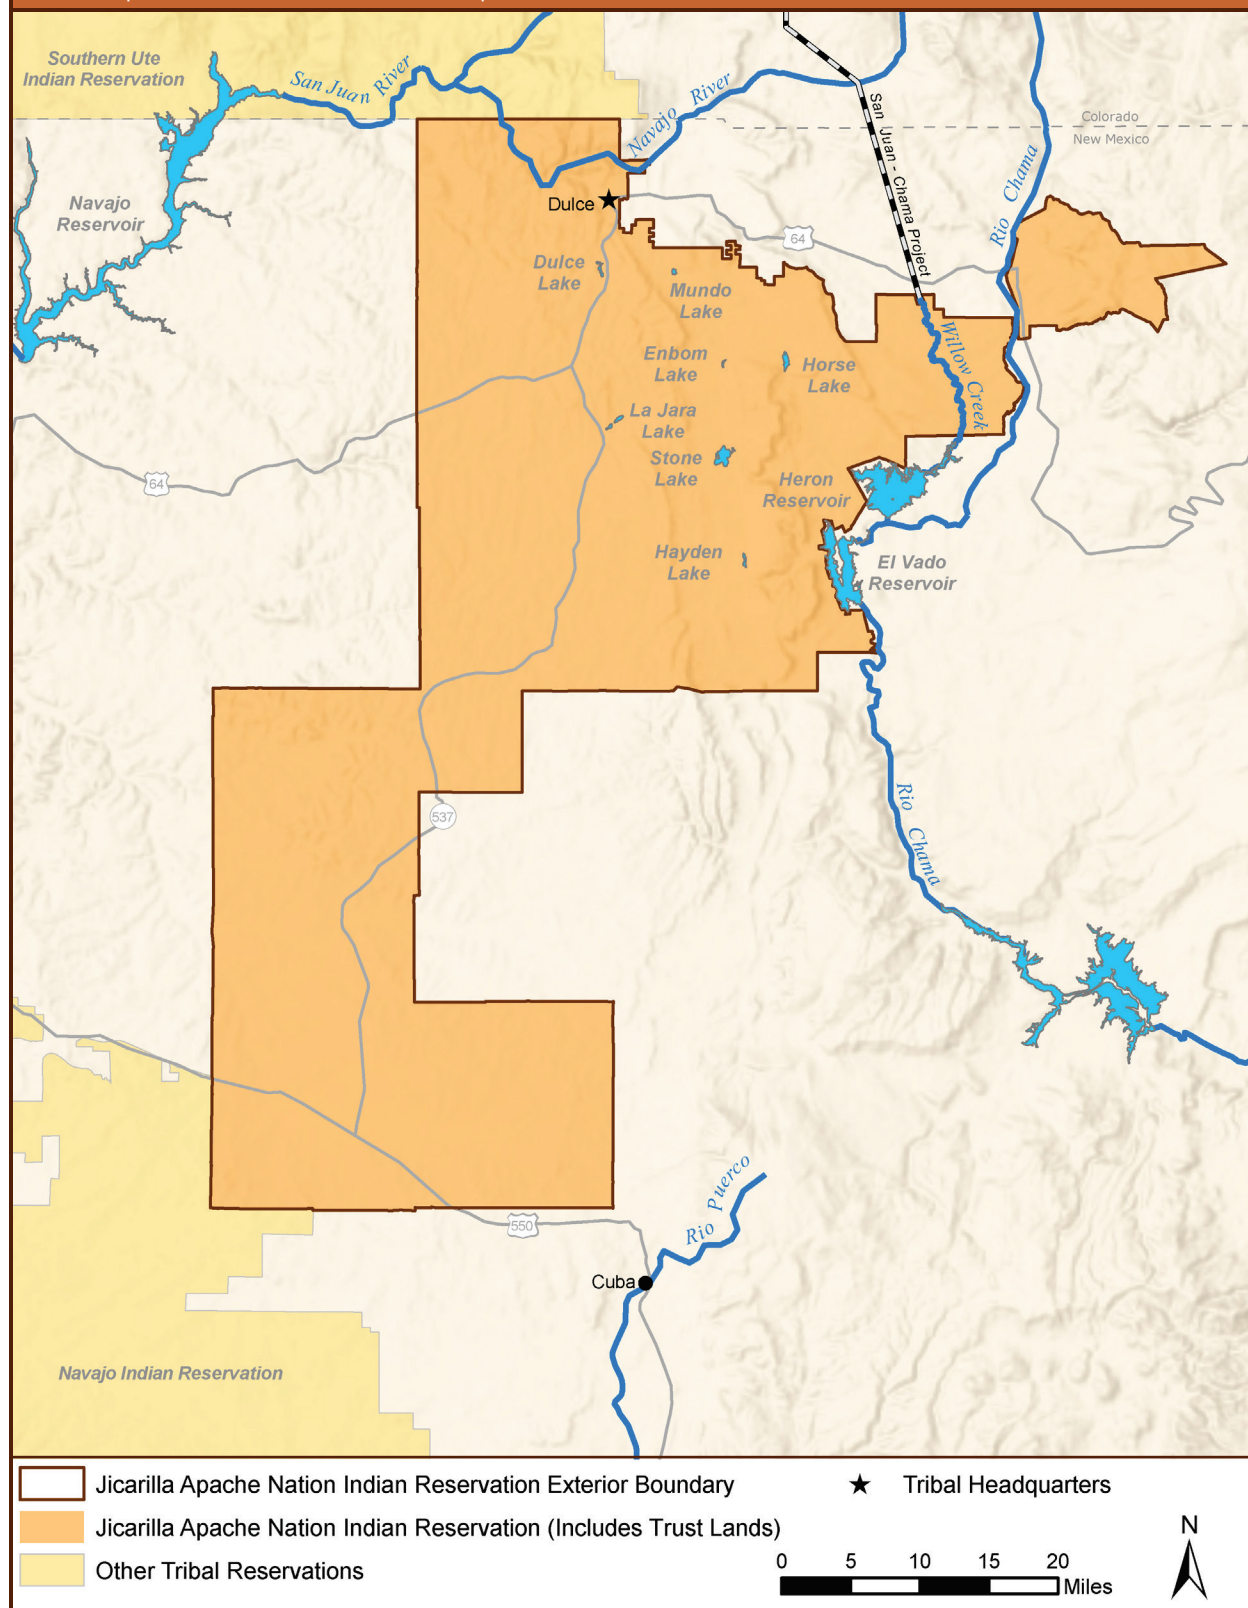 Southern Ute
Indian Reservation
San Juan River
Navajo River
San Juan - Chama Project
Colorado
New Mexico
Rio Chama
Navajo
Reservoir
Dulce
64
Dulce
Lake
Mundo
Lake
Willow Creek
Enbom
Lake
Horse
Lake
La Jara
Lake
Stone
Lake
Heron
Reservoir
64
Hayden
Lake
El Vado
Reservoir
537
Rio Chama
Rio Puerco
550
Cuba
Navajo Indian Reservation
Jicarilla Apache Nation Indian Reservation Exterior Boundary
Tribal Headquarters
Jicarilla Apache Nation Indian Reservation (Includes Trust Lands)
N
Other Tribal Reservations
0 5 10 15 20
Miles